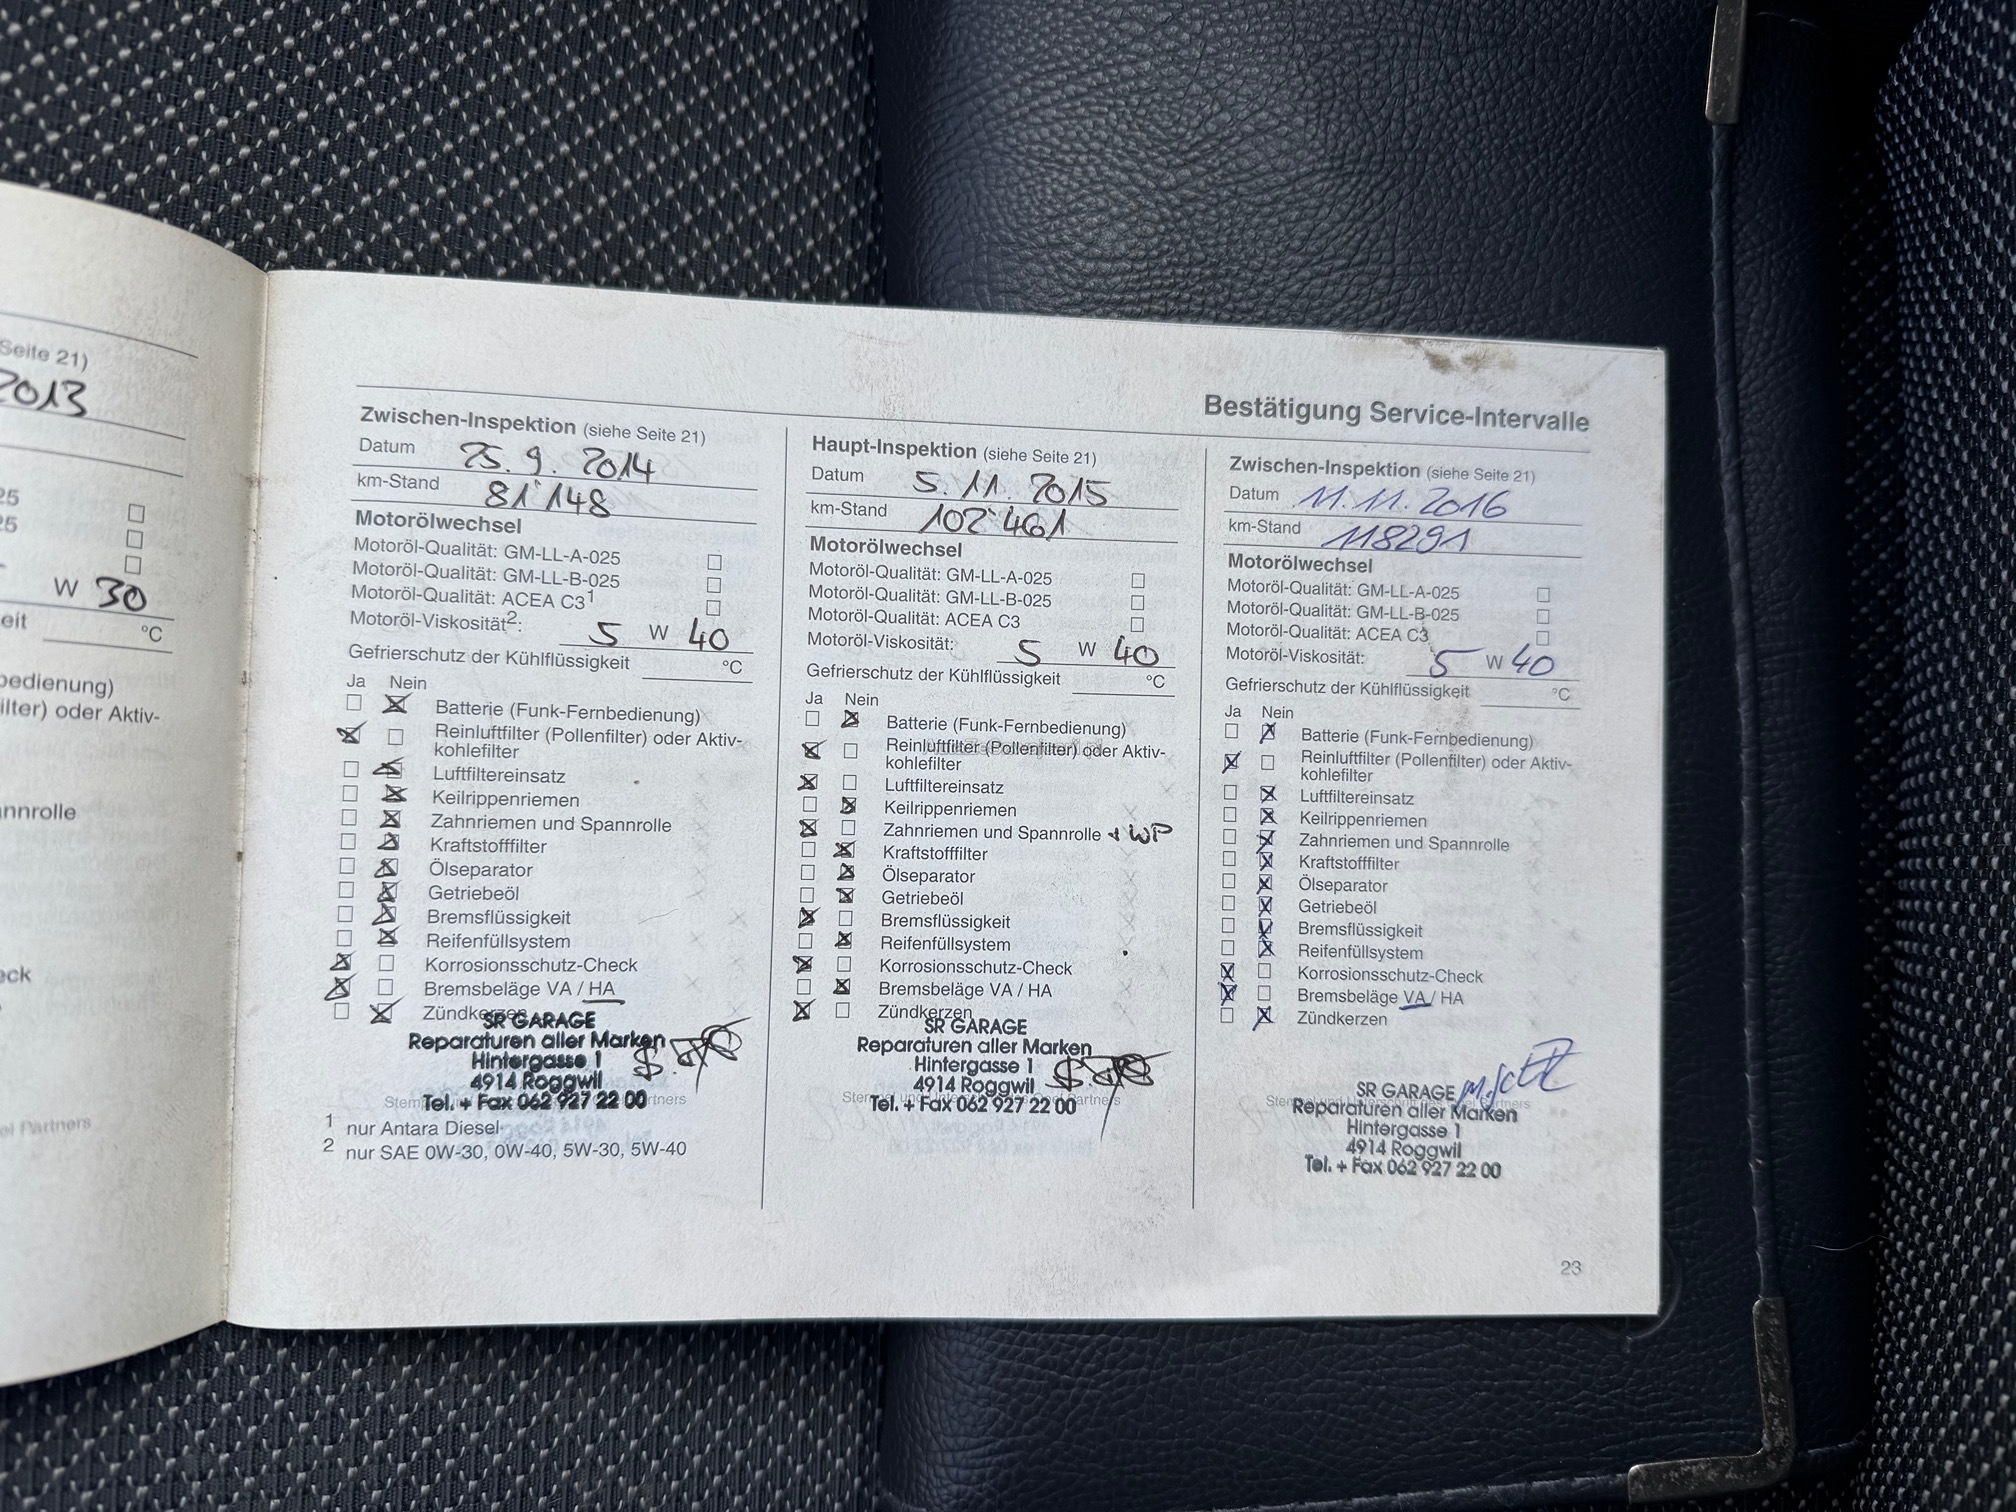 Seite 21)
2013
25
25
W 30
eit
°C
bedienung)
ilter) oder Aktiv-
annrolle
eck
el Partners
Bestätigung Service-Intervalle
Zwischen-Inspektion (siehe Seite 21)
Datum 25. 9. 2014
km-Stand 81'148
Motorölwechsel
Motoröl-Qualität: GM-LL-A-025
Motoröl-Qualität: GM-LL-B-025
Motoröl-Qualität: ACEA C3¹
Motoröl-Viskosität²: 5 W 40
Gefrierschutz der Kühlflüssigkeit °C
Ja Nein
Batterie (Funk-Fernbedienung)
Reinluftfilter (Pollenfilter) oder Aktiv-
kohlefilter
Luftfiltereinsatz
Keilrippenriemen
Zahnriemen und Spannrolle
Kraftstofffilter
Ölseparator
Getriebeöl
Bremsflüssigkeit
Reifenfüllsystem
Korrosionsschutz-Check
Bremsbeläge VA / HA
Zündkerzen
SR GARAGE
Reparaturen aller Marken
Hintergasse 1
4914 Roggwil
Tel. + Fax 062 927 22 00
1 nur Antara Diesel
2 nur SAE 0W-30, 0W-40, 5W-30, 5W-40
Haupt-Inspektion (siehe Seite 21)
Datum 5. 11. 2015
km-Stand 102'461
Motorölwechsel
Motoröl-Qualität: GM-LL-A-025
Motoröl-Qualität: GM-LL-B-025
Motoröl-Qualität: ACEA C3
Motoröl-Viskosität: 5 W 40
Gefrierschutz der Kühlflüssigkeit °C
Ja Nein
Batterie (Funk-Fernbedienung)
Reinluftfilter (Pollenfilter) oder Aktiv-
kohlefilter
Luftfiltereinsatz
Keilrippenriemen
Zahnriemen und Spannrolle + WP
Kraftstofffilter
Ölseparator
Getriebeöl
Bremsflüssigkeit
Reifenfüllsystem
Korrosionsschutz-Check
Bremsbeläge VA / HA
Zündkerzen
SR GARAGE
Reparaturen aller Marken
Hintergasse 1
4914 Roggwil
Tel. + Fax 062 927 22 00
Zwischen-Inspektion (siehe Seite 21)
Datum 11.11.2016
km-Stand 118291
Motorölwechsel
Motoröl-Qualität: GM-LL-A-025
Motoröl-Qualität: GM-LL-B-025
Motoröl-Qualität: ACEA C3
Motoröl-Viskosität: 5 W 40
Gefrierschutz der Kühlflüssigkeit °C
Ja Nein
Batterie (Funk-Fernbedienung)
Reinluftfilter (Pollenfilter) oder Aktiv-
kohlefilter
Luftfiltereinsatz
Keilrippenriemen
Zahnriemen und Spannrolle
Kraftstofffilter
Ölseparator
Getriebeöl
Bremsflüssigkeit
Reifenfüllsystem
Korrosionsschutz-Check
Bremsbeläge VA / HA
Zündkerzen
SR GARAGE
Reparaturen aller Marken
Hintergasse 1
4914 Roggwil
Tel. + Fax 062 927 22 00
23